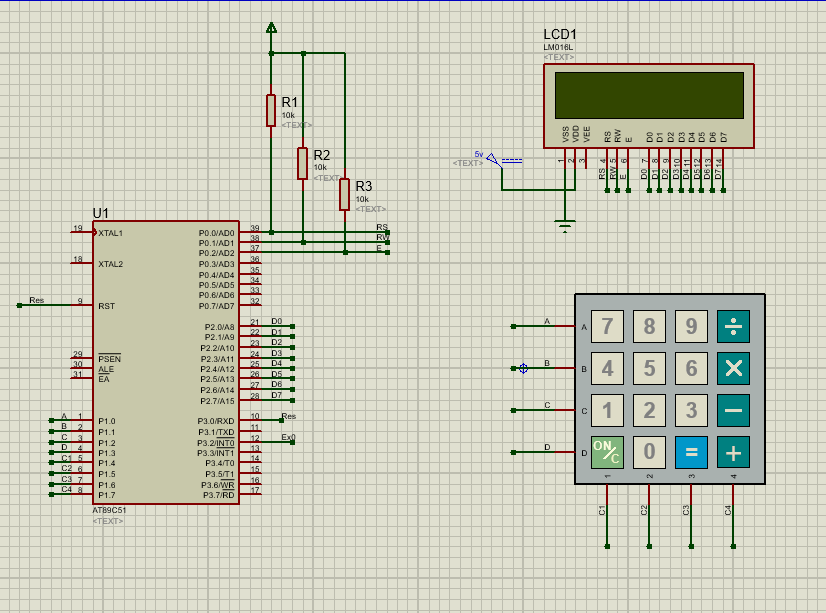 LCD1
LM016L
<TEXT>
VSS VDD VEE RS RW E D0 D1 D2 D3 D4 D5 D6 D7
1 2 3 4 5 6 7 8 9 10 11 12 13 14
RS RW E D0 D1 D2 D3 D4 D5 D6 D7
R1
10k
<TEXT>
R2
10k
<TEXT>
R3
10k
<TEXT>
5v
<TEXT>
U1
19 XTAL1
18 XTAL2
Res 9 RST
29 PSEN
30 ALE
31 EA
A 1 P1.0
B 2 P1.1
C 3 P1.2
D 4 P1.3
C1 5 P1.4
C2 6 P1.5
C3 7 P1.6
C4 8 P1.7
P0.0/AD0 39 RS
P0.1/AD1 38 RW
P0.2/AD2 37 E
P0.3/AD3 36
P0.4/AD4 35
P0.5/AD5 34
P0.6/AD6 33
P0.7/AD7 32
P2.0/A8 21 D0
P2.1/A9 22 D1
P2.2/A10 23 D2
P2.3/A11 24 D3
P2.4/A12 25 D4
P2.5/A13 26 D5
P2.6/A14 27 D6
P2.7/A15 28 D7
P3.0/RXD 10 Res
P3.1/TXD 11
P3.2/INT0 12 Ex0
P3.3/INT1 13
P3.4/T0 14
P3.5/T1 15
P3.6/WR 16
P3.7/RD 17
AT89C51
<TEXT>
A A 7 8 9 ÷
B B 4 5 6 ×
C C 1 2 3 −
D D ON/C 0 = +
1 2 3 4
C1 C2 C3 C4